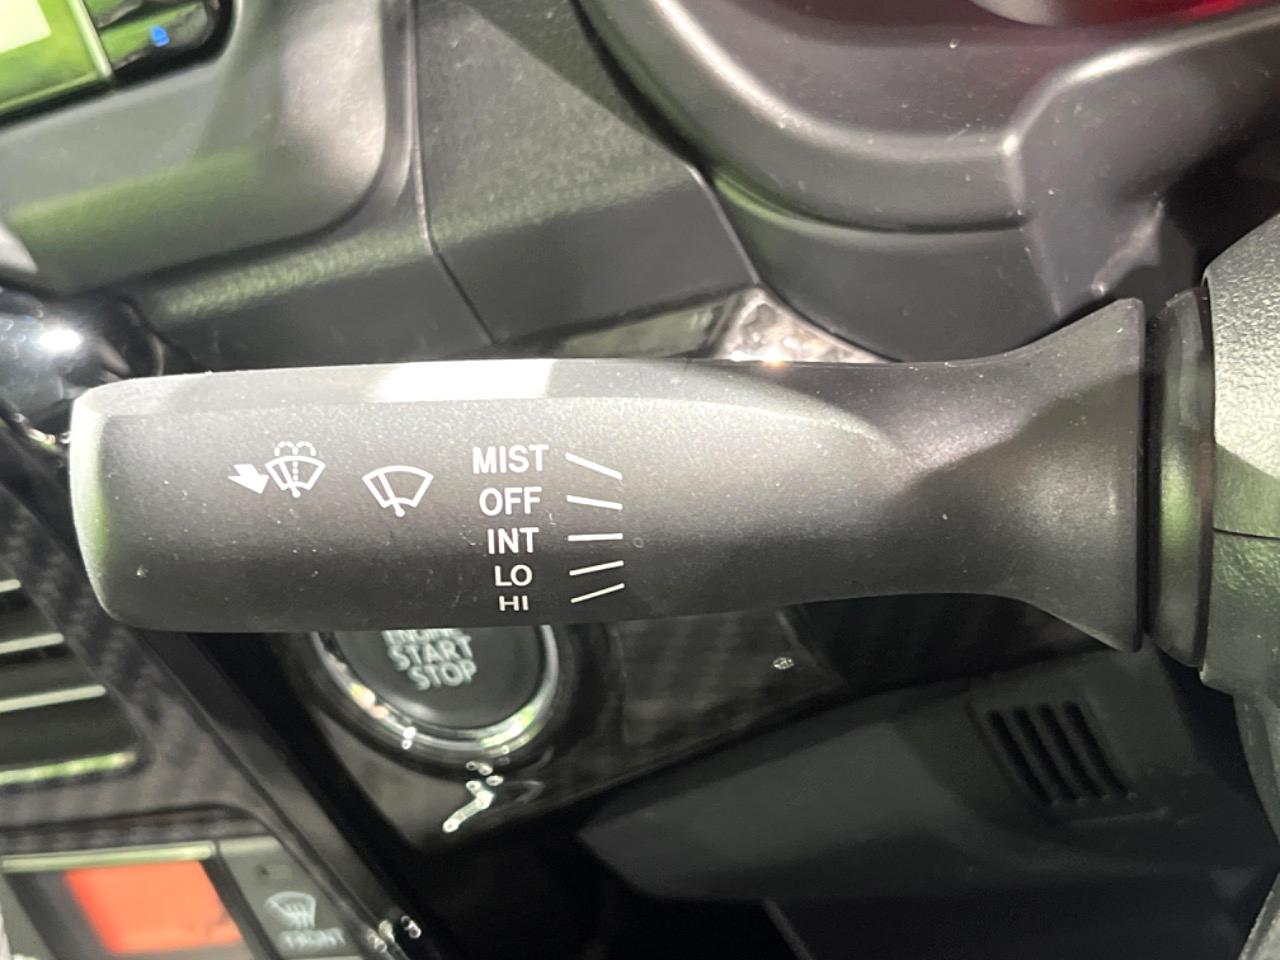 MIST
OFF
INT
LO
HI
ENGINE
START
STOP
FRONT